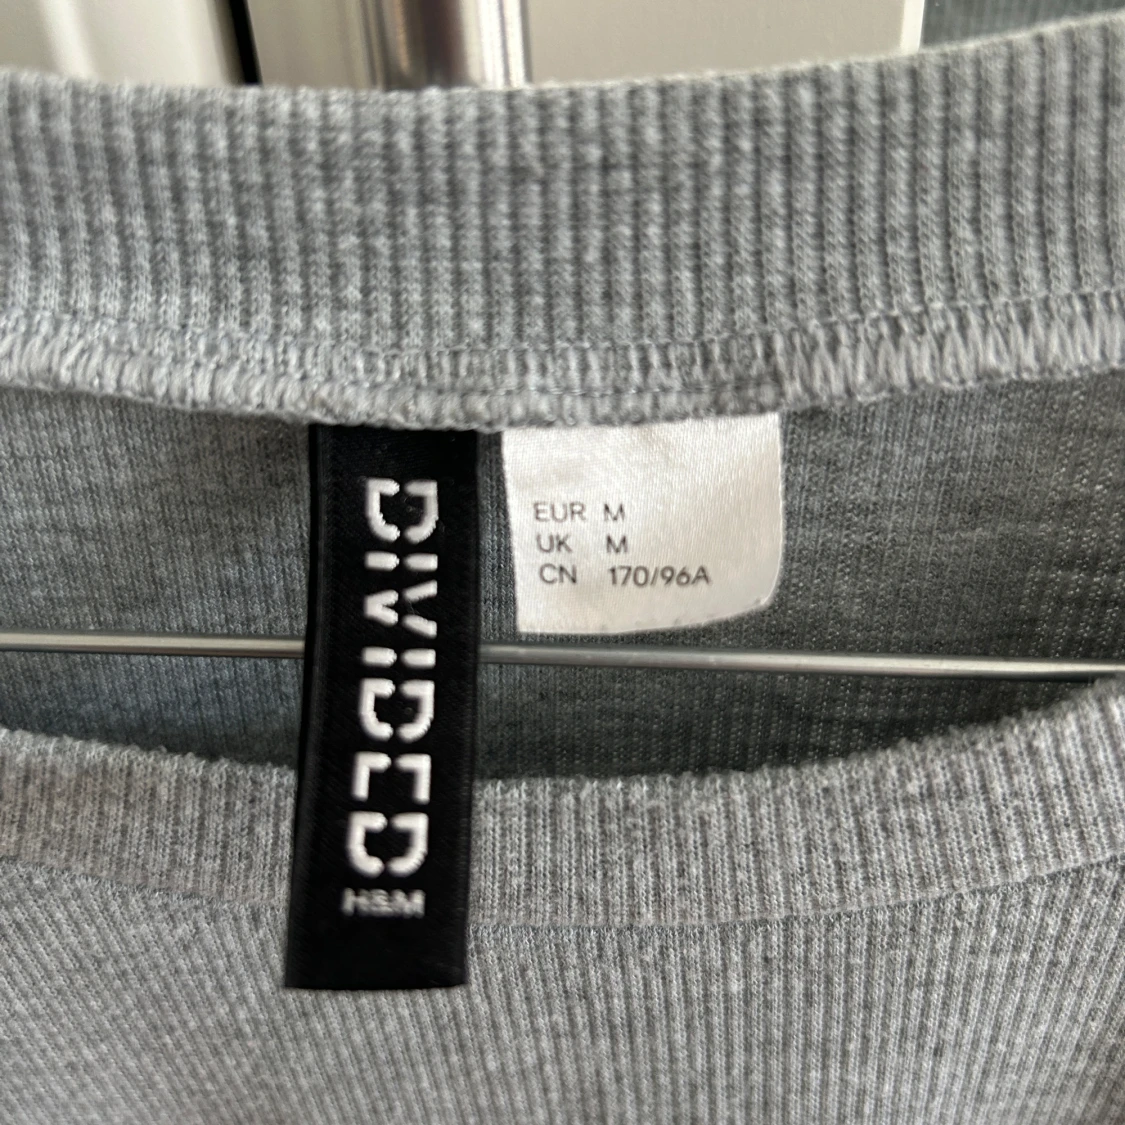 DIVIDED
H&M
EUR M
UK M
CN 170/96A